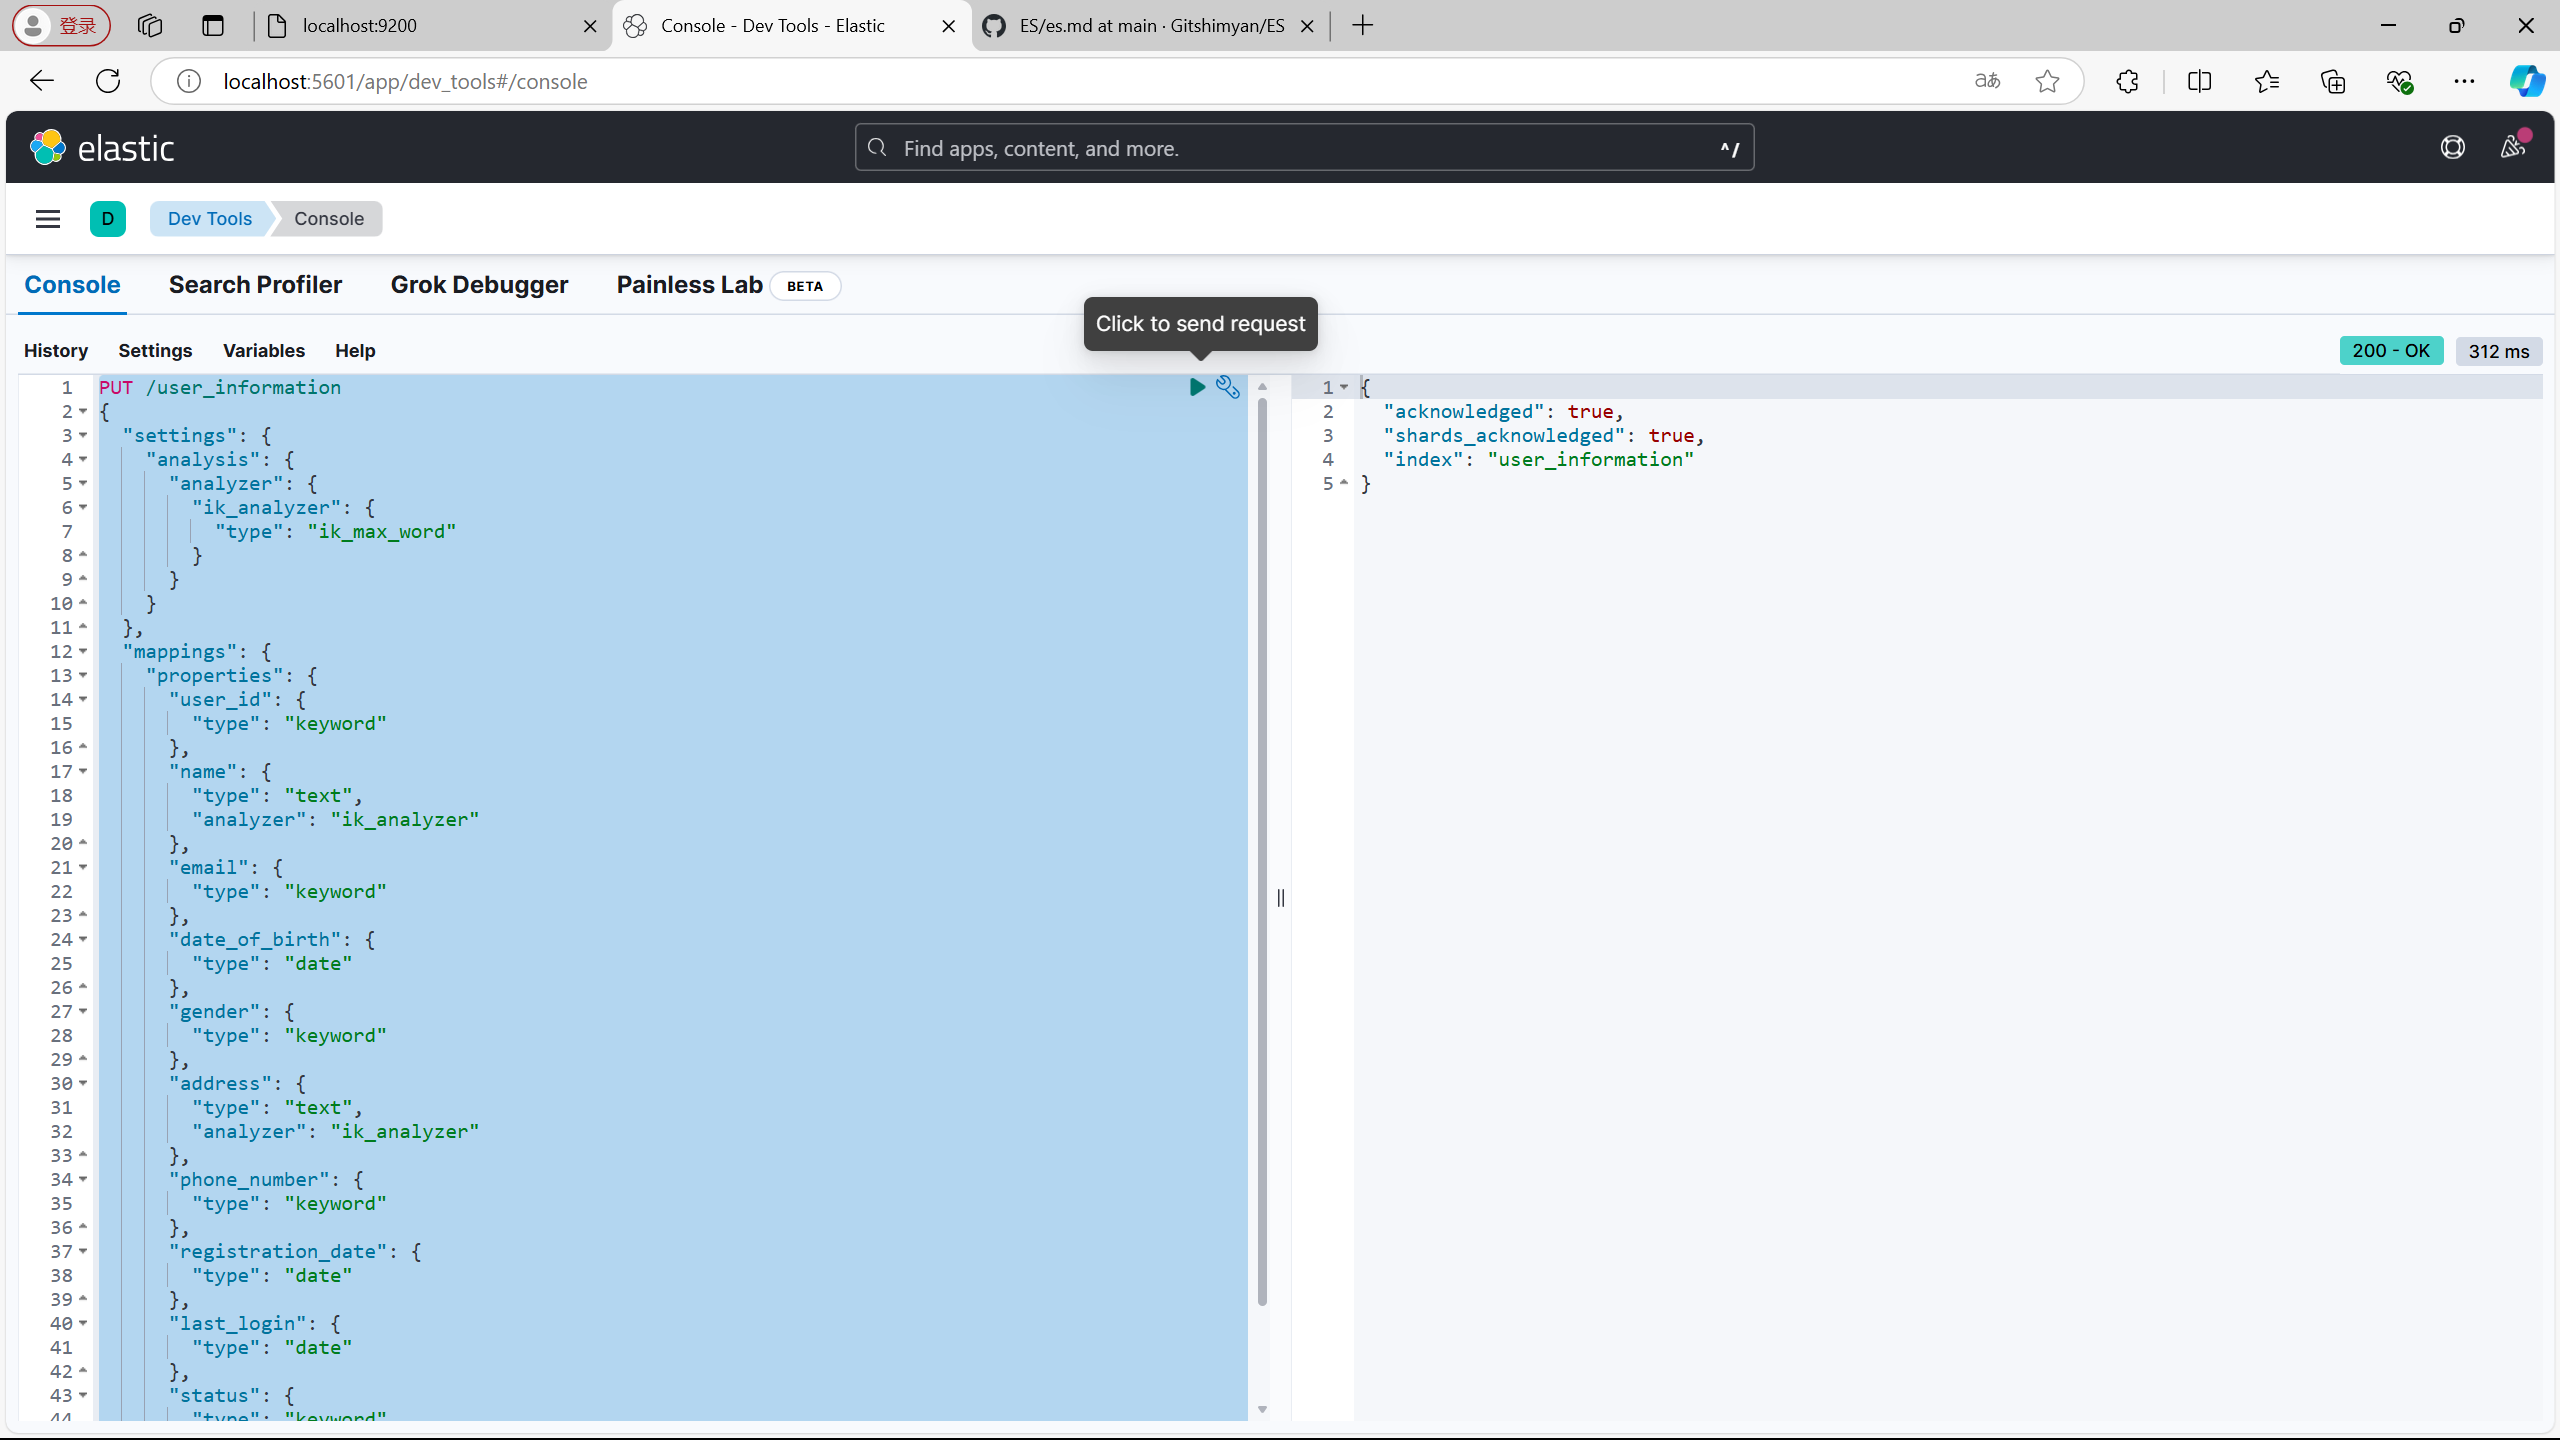 登录
localhost:9200
Console - Dev Tools - Elastic
ES/es.md at main · Gitshimyan/ES
localhost:5601/app/dev_tools#/console
aあ
elastic
Find apps, content, and more.
^/
D
Dev Tools
Console
Console
Search Profiler
Grok Debugger
Painless Lab
BETA
Click to send request
History
Settings
Variables
Help
200 - OK
312 ms
1 PUT /user_information
2 {
3 "settings": {
4 "analysis": {
5 "analyzer": {
6 "ik_analyzer": {
7 "type": "ik_max_word"
8 }
9 }
10 }
11 },
12 "mappings": {
13 "properties": {
14 "user_id": {
15 "type": "keyword"
16 },
17 "name": {
18 "type": "text",
19 "analyzer": "ik_analyzer"
20 },
21 "email": {
22 "type": "keyword"
23 },
24 "date_of_birth": {
25 "type": "date"
26 },
27 "gender": {
28 "type": "keyword"
29 },
30 "address": {
31 "type": "text",
32 "analyzer": "ik_analyzer"
33 },
34 "phone_number": {
35 "type": "keyword"
36 },
37 "registration_date": {
38 "type": "date"
39 },
40 "last_login": {
41 "type": "date"
42 },
43 "status": {
44 "type": "keyword"
1 {
2 "acknowledged": true,
3 "shards_acknowledged": true,
4 "index": "user_information"
5 }